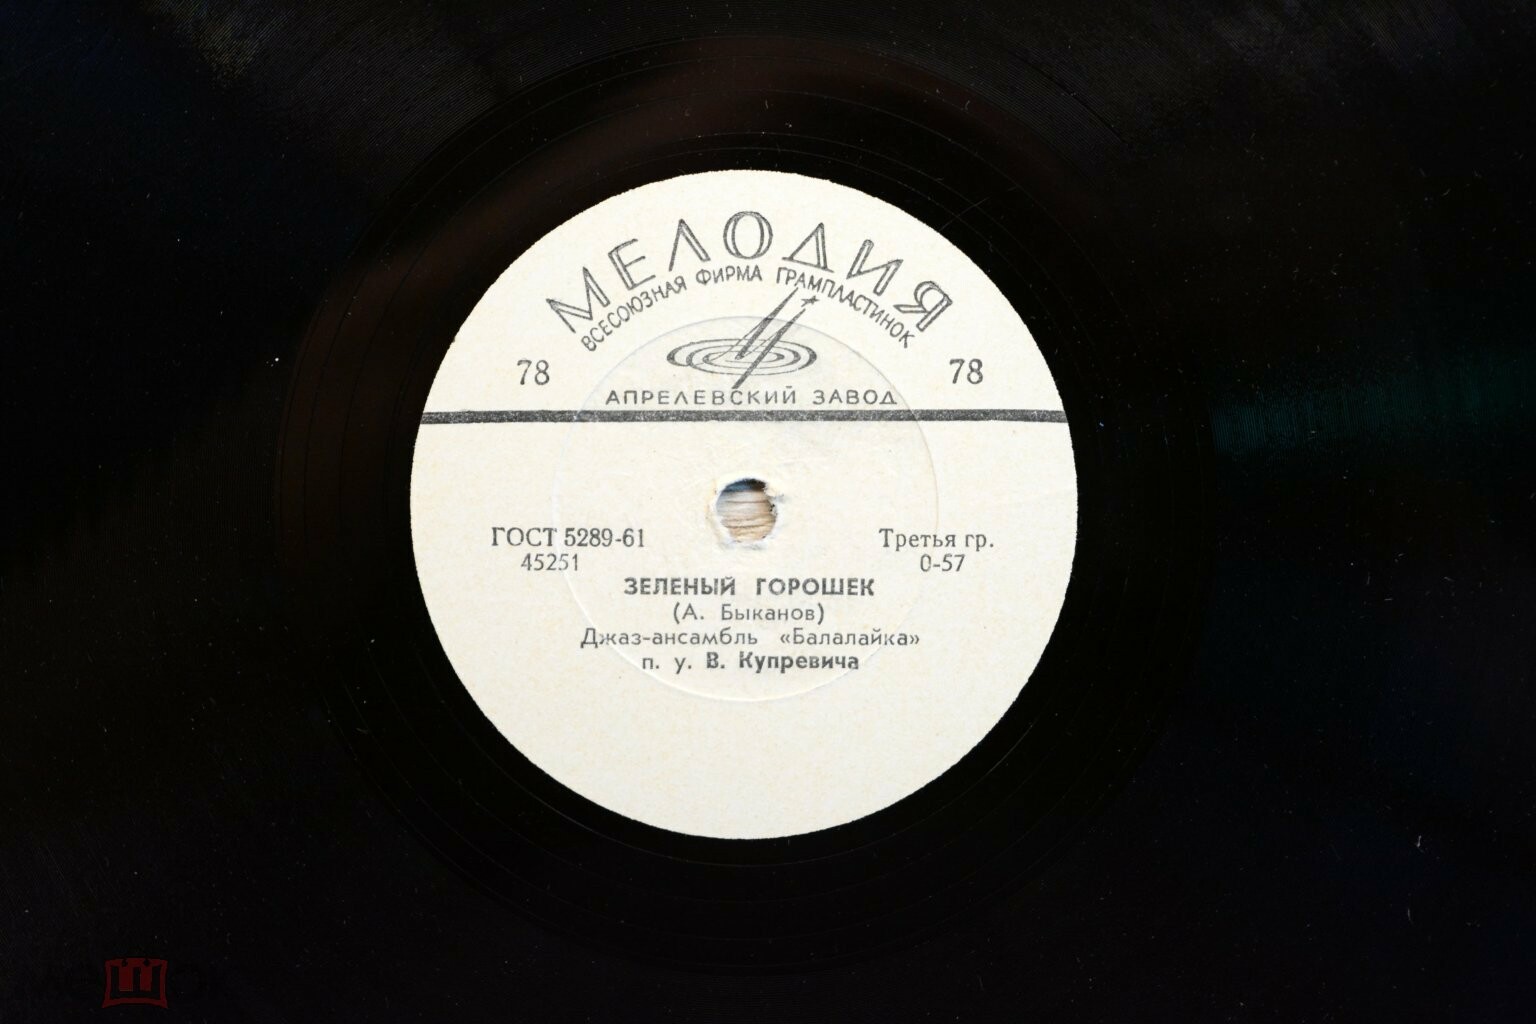 МЕЛОДИЯ
ВСЕСОЮЗНАЯ ФИРМА ГРАМПЛАСТИНОК
78 78
АПРЕЛЕВСКИЙ ЗАВОД
ГОСТ 5289-61 Третья гр.
45251 0-57
ЗЕЛЕНЫЙ ГОРОШЕК
(А. Быканов)
Джаз-ансамбль «Балалайка»
п. у. В. Купревича